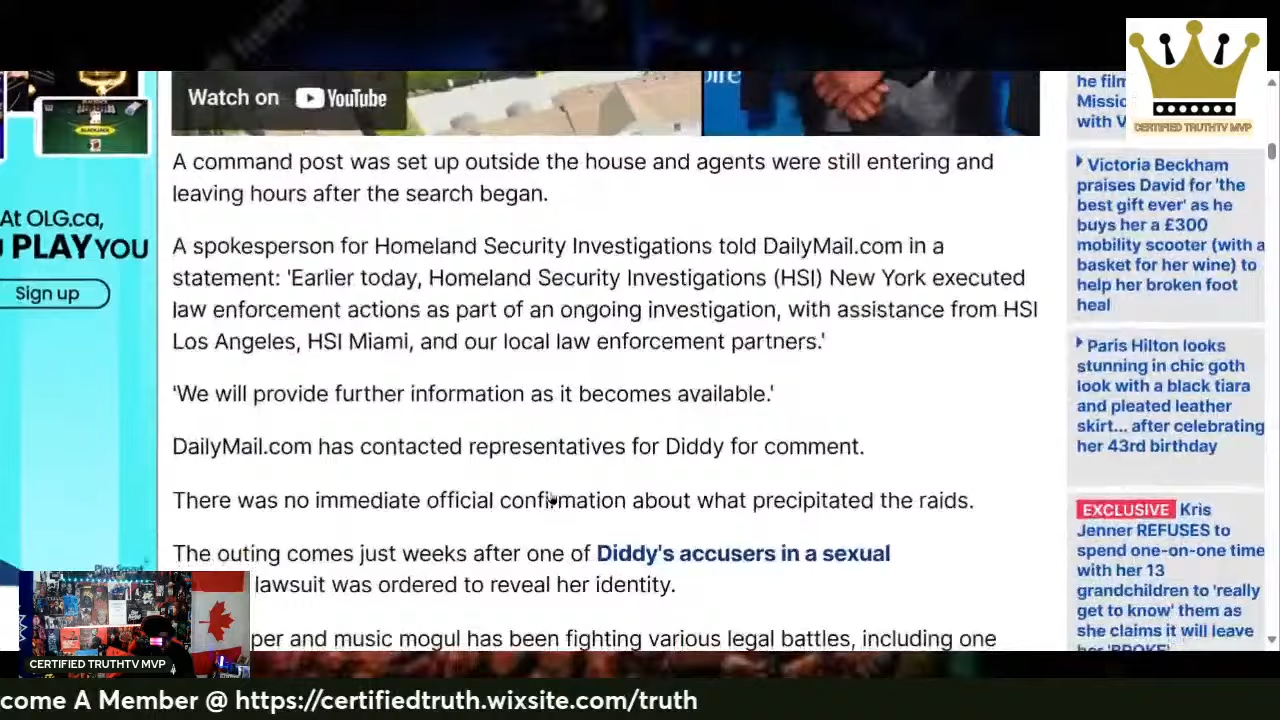 Watch on YouTube
A command post was set up outside the house and agents were still entering and
leaving hours after the search began.
A spokesperson for Homeland Security Investigations told DailyMail.com in a
statement: 'Earlier today, Homeland Security Investigations (HSI) New York executed
law enforcement actions as part of an ongoing investigation, with assistance from HSI
Los Angeles, HSI Miami, and our local law enforcement partners.'
'We will provide further information as it becomes available.'
DailyMail.com has contacted representatives for Diddy for comment.
There was no immediate official confirmation about what precipitated the raids.
The outing comes just weeks after one of Diddy's accusers in a sexual
lawsuit was ordered to reveal her identity.
per and music mogul has been fighting various legal battles, including one
BLACKJACK
At OLG.ca,
PLAY YOU
Sign up
he film
Missio
with V
CERTIFIED TRUTHTV MVP
Victoria Beckham
praises David for 'the
best gift ever' as he
buys her a £300
mobility scooter (with a
basket for her wine) to
help her broken foot
heal
Paris Hilton looks
stunning in chic goth
look with a black tiara
and pleated leather
skirt... after celebrating
her 43rd birthday
EXCLUSIVE Kris
Jenner REFUSES to
spend one-on-one time
with her 13
grandchildren to 'really
get to know' them as
she claims it will leave
her 'BROKE'
CERTIFIED TRUTHTV MVP
come A Member @ https://certifiedtruth.wixsite.com/truth